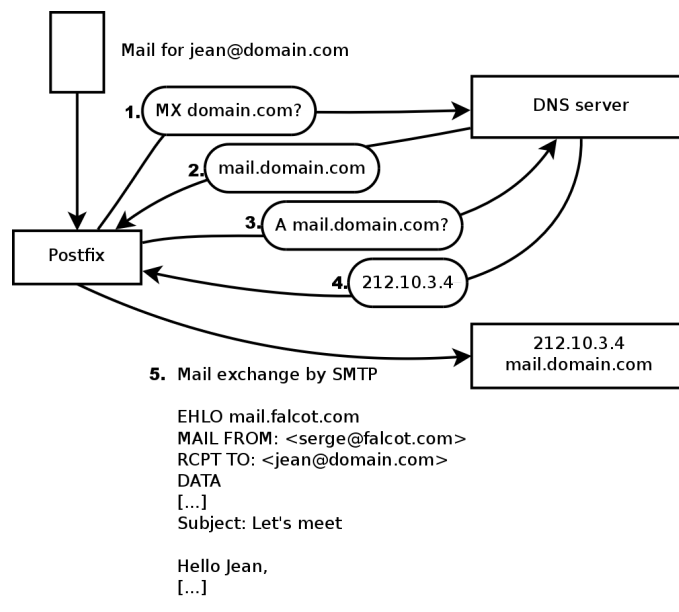 Mail for jean@domain.com
1. MX domain.com?
DNS server
2. mail.domain.com
3. A mail.domain.com?
Postfix
4. 212.10.3.4
212.10.3.4
mail.domain.com
5. Mail exchange by SMTP
EHLO mail.falcot.com
MAIL FROM: <serge@falcot.com>
RCPT TO: <jean@domain.com>
DATA
[...]
Subject: Let's meet
Hello Jean,
[...]